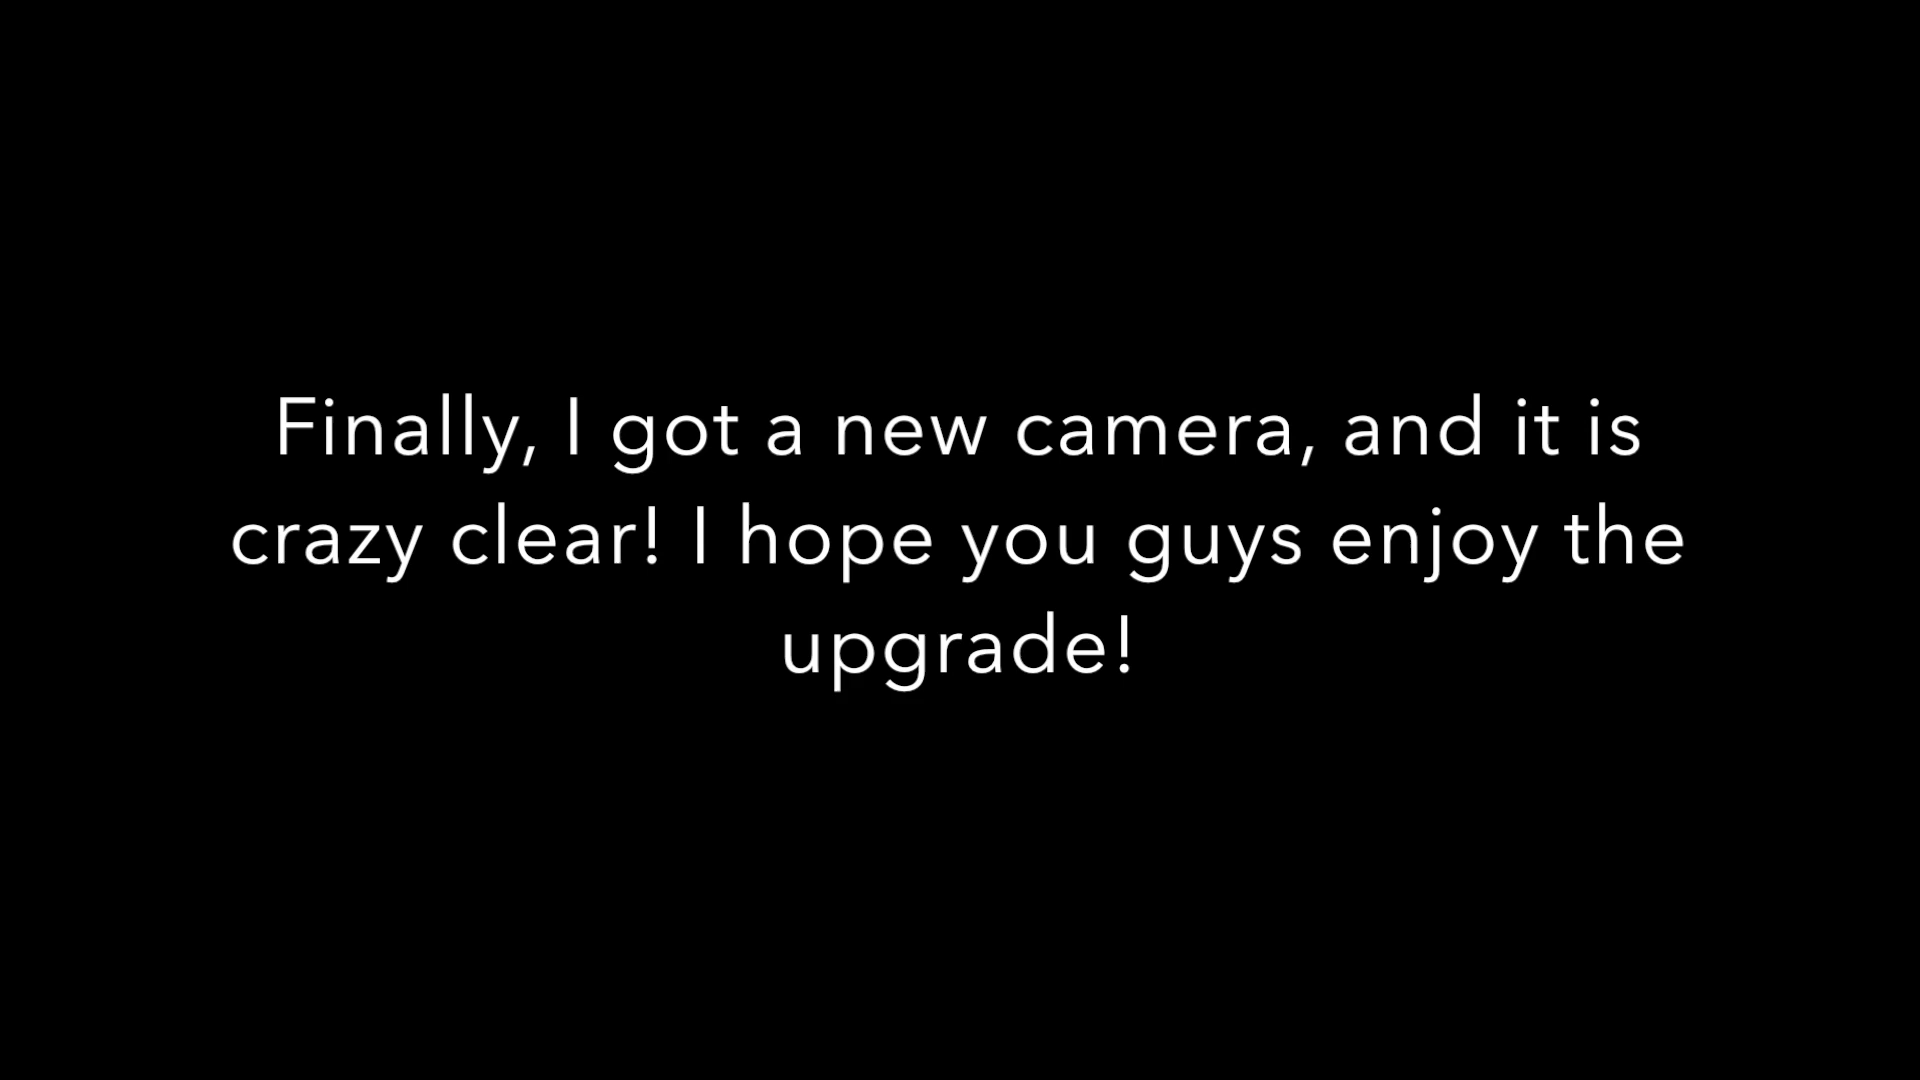 Finally, I got a new camera, and it is
crazy clear! I hope you guys enjoy the
upgrade!